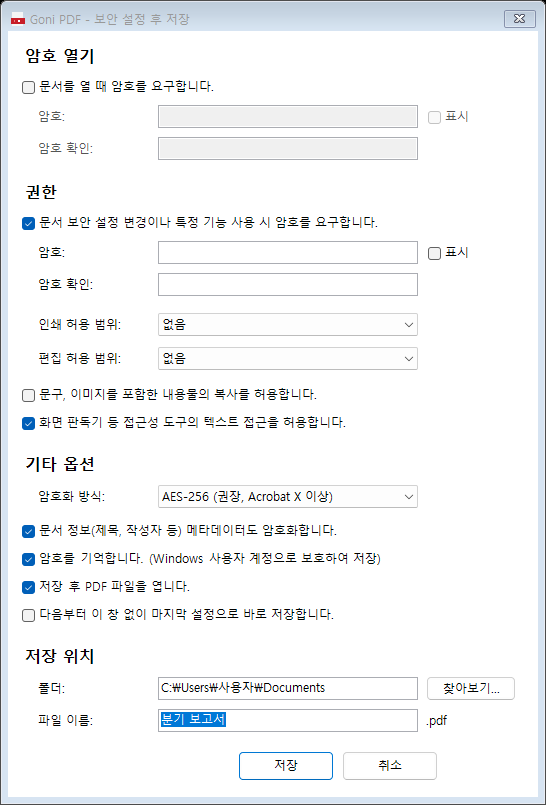 Goni PDF - 보안 설정 후 저장
암호 열기
문서를 열 때 암호를 요구합니다.
암호:
표시
암호 확인:
권한
문서 보안 설정 변경이나 특정 기능 사용 시 암호를 요구합니다.
암호:
표시
암호 확인:
인쇄 허용 범위: 없음
편집 허용 범위: 없음
문구, 이미지를 포함한 내용물의 복사를 허용합니다.
화면 판독기 등 접근성 도구의 텍스트 접근을 허용합니다.
기타 옵션
암호화 방식: AES-256 (권장, Acrobat X 이상)
문서 정보(제목, 작성자 등) 메타데이터도 암호화합니다.
암호를 기억합니다. (Windows 사용자 계정으로 보호하여 저장)
저장 후 PDF 파일을 엽니다.
다음부터 이 창 없이 마지막 설정으로 바로 저장합니다.
저장 위치
폴더: C:₩Users₩사용자₩Documents 찾아보기...
파일 이름: 분기 보고서 .pdf
저장 취소